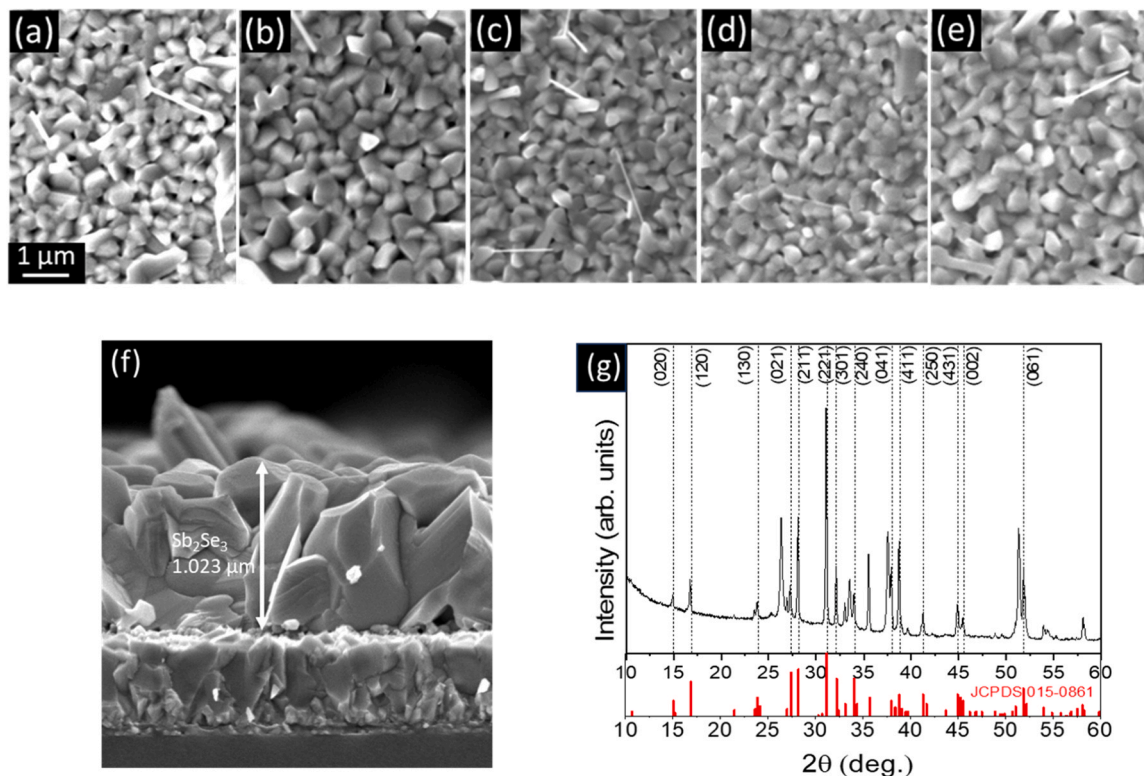 (a)
(b)
(c)
(d)
(e)
1 µm
(f)
Sb₂Se₃
1.023 µm
(g)
(020)
(120)
(130)
(021)
(211)
(221)
(301)
(240)
(041)
(411)
(250)
(431)
(002)
(061)
Intensity (arb. units)
10 15 20 25 30 35 40 45 50 55 60
JCPDS 015-0861
10 15 20 25 30 35 40 45 50 55 60
2θ (deg.)